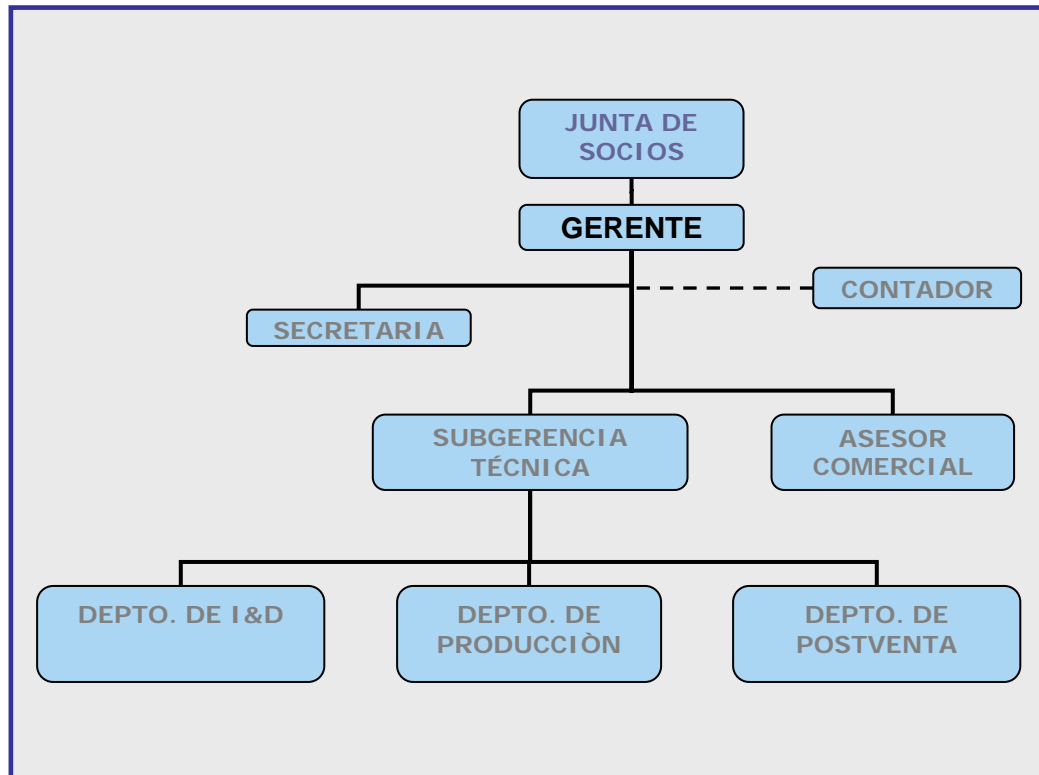 JUNTA DE
SOCIOS
GERENTE
CONTADOR
SECRETARIA
SUBGERENCIA
TÉCNICA
ASESOR
COMERCIAL
DEPTO. DE I&D
DEPTO. DE
PRODUCCIÒN
DEPTO. DE
POSTVENTA